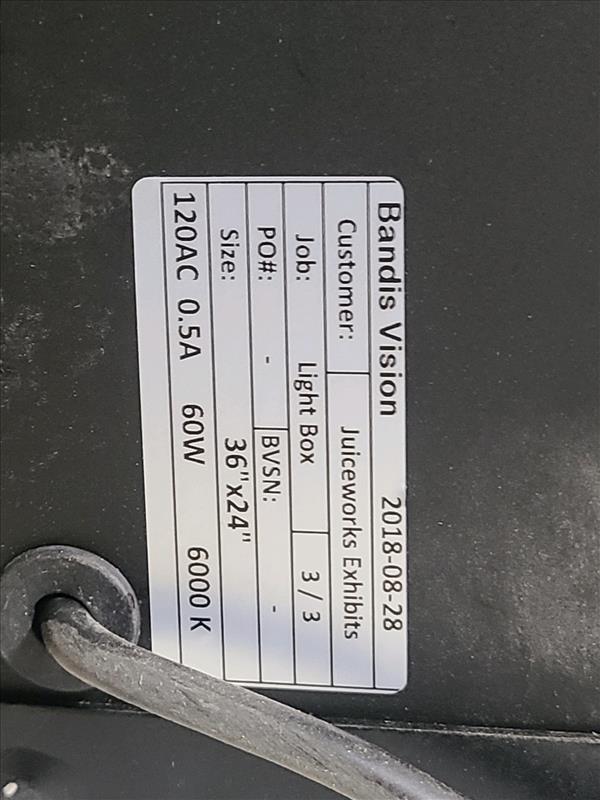 Bandis Vision 2018-08-28
Customer: Juiceworks Exhibits
Job: Light Box 3 / 3
PO#: - BVSN: -
Size: 36"x24"
120AC 0.5A 60W 6000 K